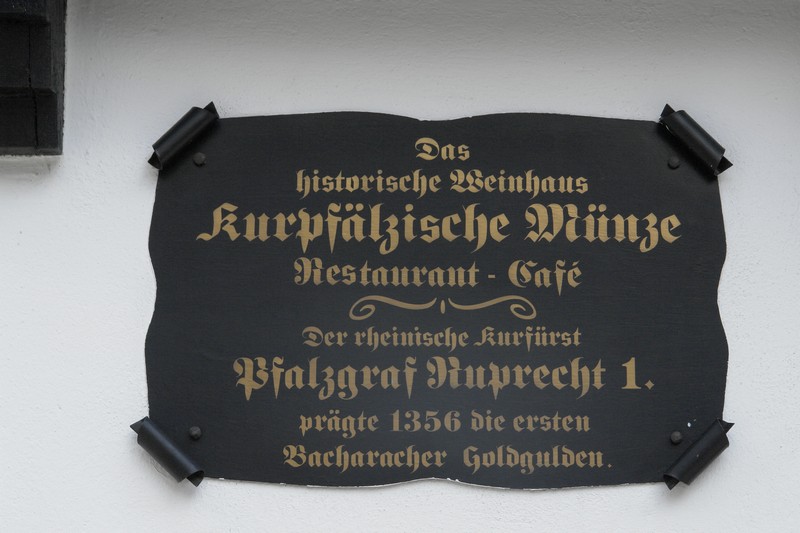 Das
historische Weinhaus
Kurpfälzische Münze
Restaurant - Café
Der rheinische Kurfürst
Pfalzgraf Ruprecht 1.
prägte 1356 die ersten
Bacharacher Goldgulden.